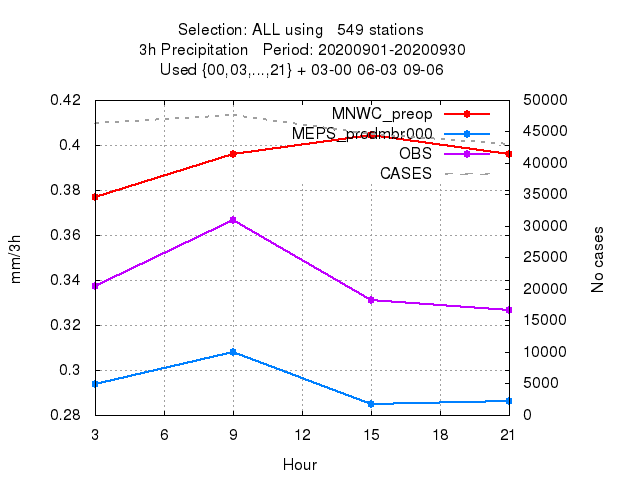 Selection: ALL using   549 stations
3h Precipitation   Period: 20200901-20200930
Used {00,03,...,21} + 03-00 06-03 09-06
0.42
0.4
0.38
0.36
0.34
0.32
0.3
0.28
mm/3h
50000
45000
40000
35000
30000
25000
20000
15000
10000
5000
0
No cases
MNWC_preop
MEPS_prodmbr000
OBS
CASES
3
6
9
12
15
18
21
Hour